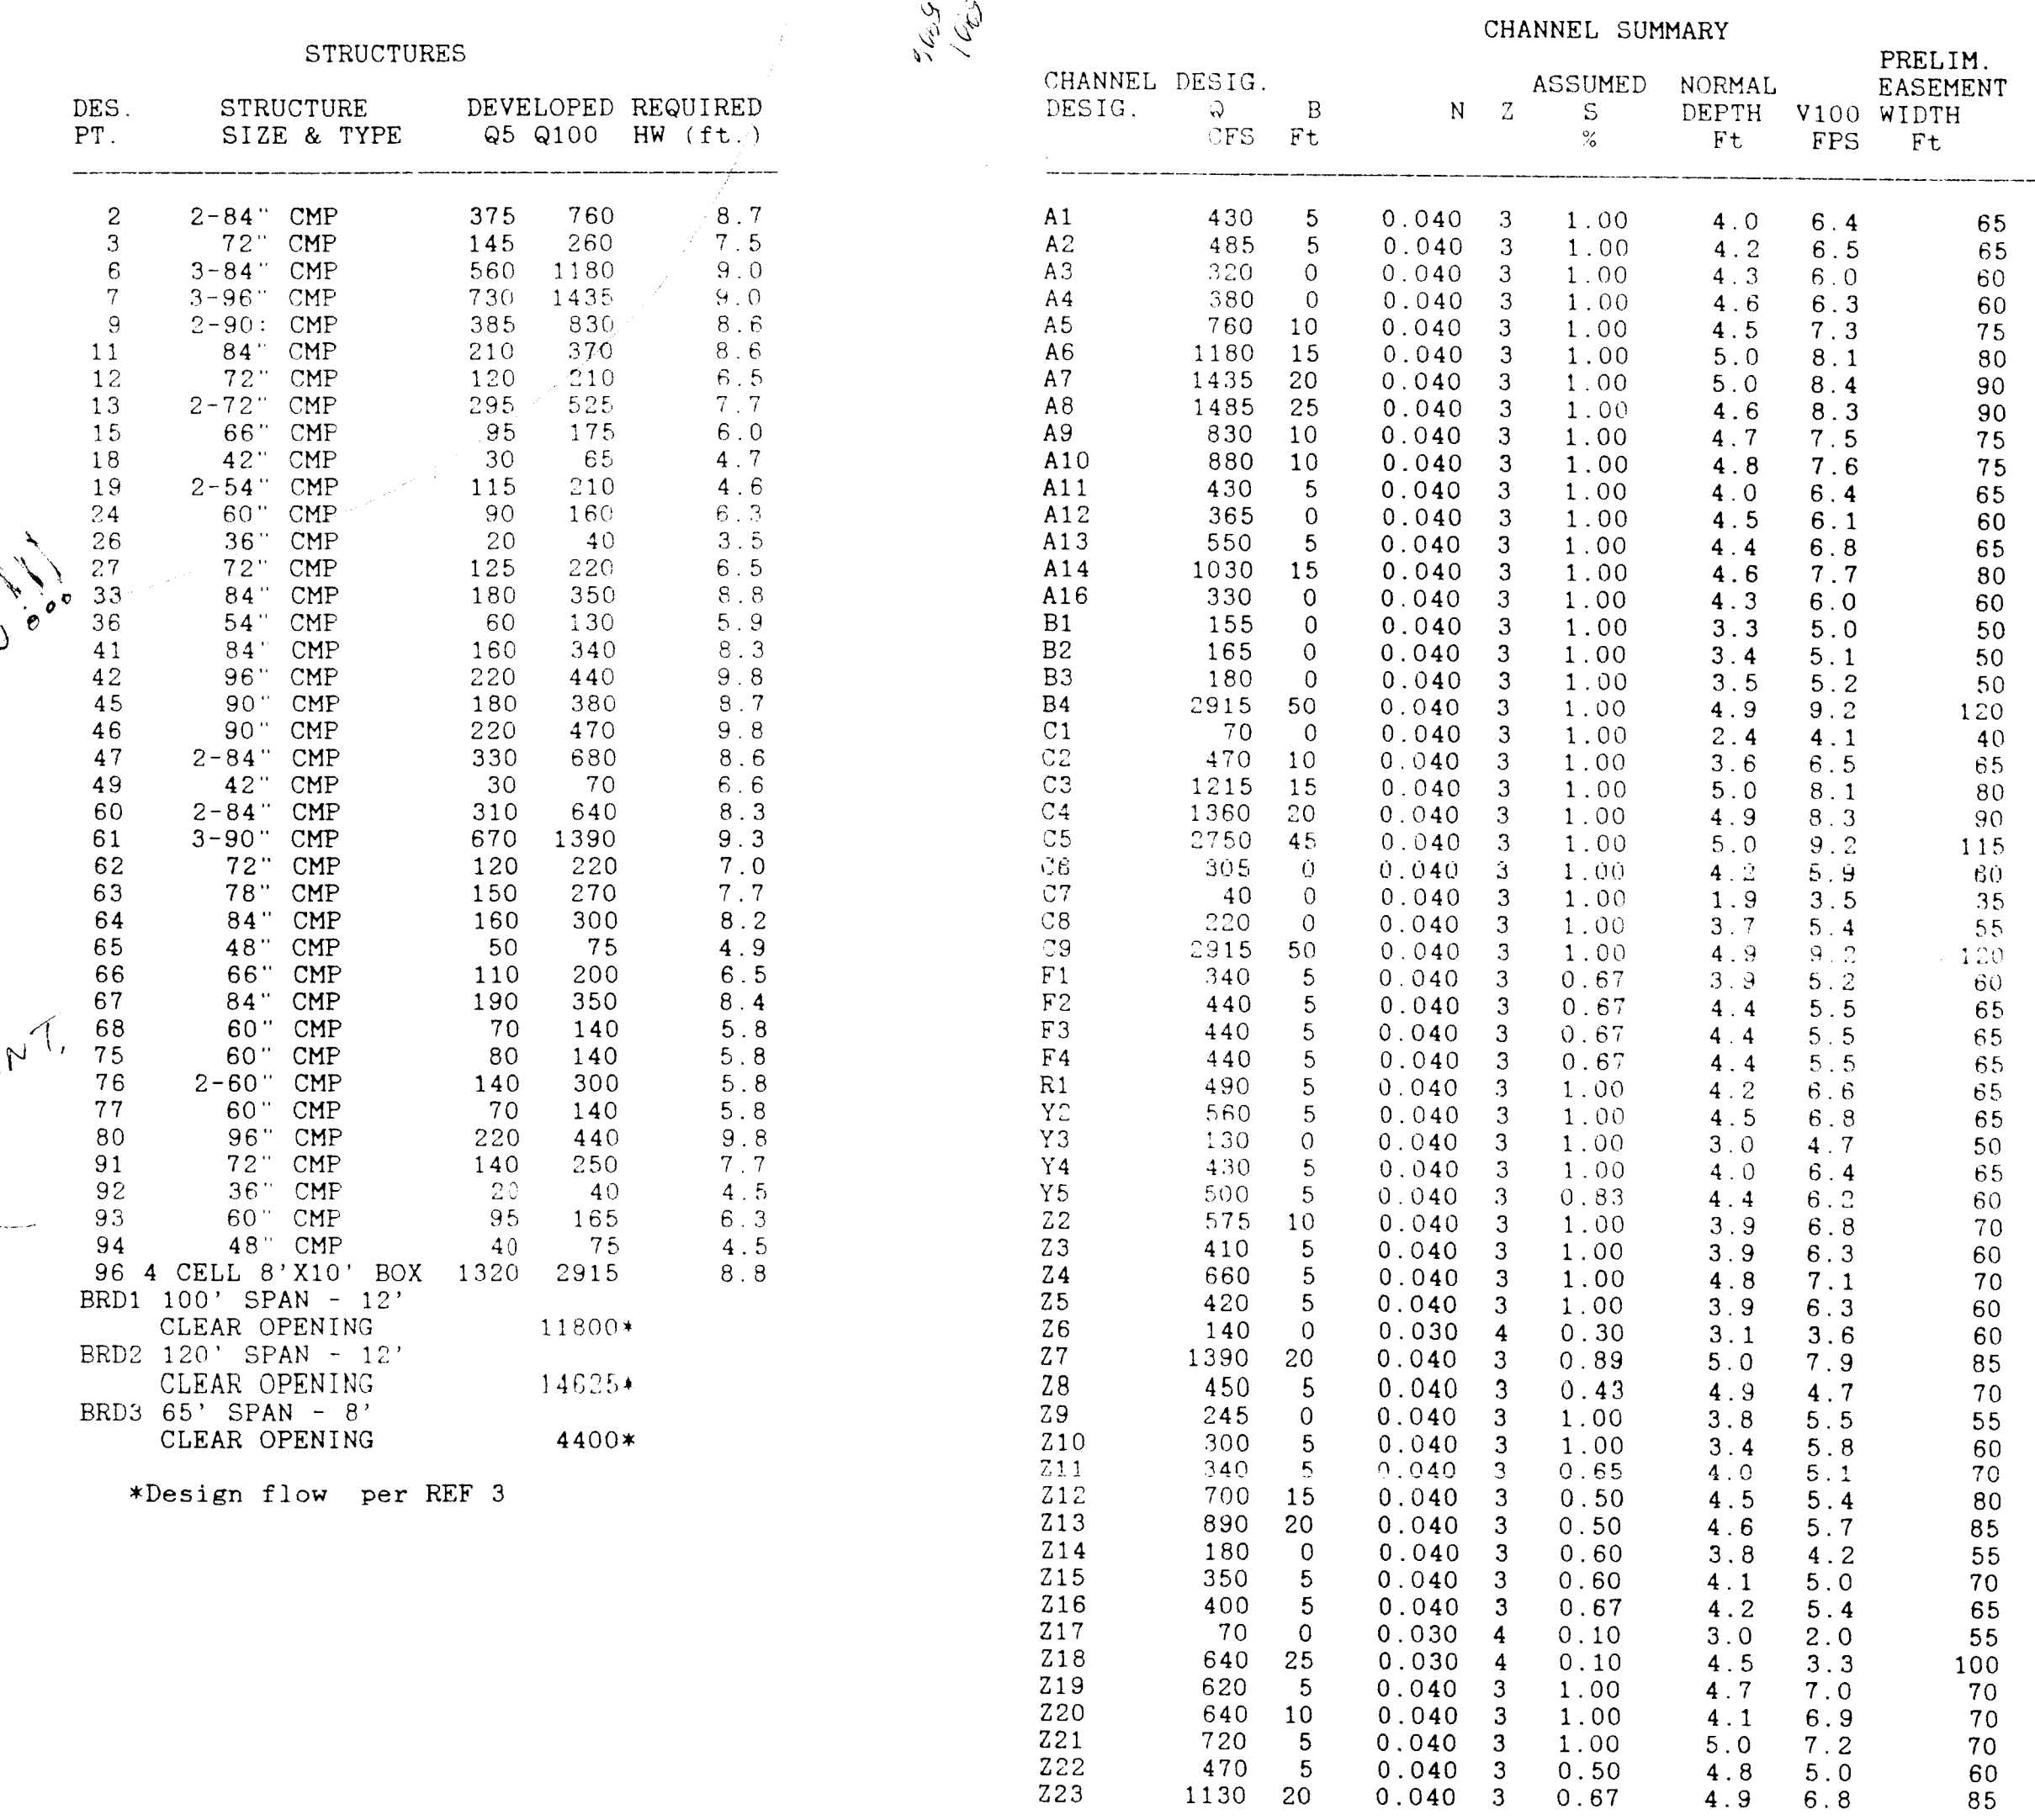 STRUCTURES
DES. STRUCTURE DEVELOPED REQUIRED
PT. SIZE & TYPE Q5 Q100 HW (ft.)
2 2-84" CMP 375 760 8.7
3 72" CMP 145 260 7.5
6 3-84" CMP 560 1180 9.0
7 3-96" CMP 730 1435 9.0
9 2-90: CMP 385 830 8.6
11 84" CMP 210 370 8.6
12 72" CMP 120 210 6.5
13 2-72" CMP 295 525 7.7
15 66" CMP 95 175 6.0
18 42" CMP 30 65 4.7
19 2-54" CMP 115 210 4.6
24 60" CMP 90 160 6.3
26 36" CMP 20 40 3.5
27 72" CMP 125 220 6.5
33 84" CMP 180 350 8.8
36 54" CMP 60 130 5.9
41 84" CMP 160 340 8.3
42 96" CMP 220 440 9.8
45 90" CMP 180 380 8.7
46 90" CMP 220 470 9.8
47 2-84" CMP 330 680 8.6
49 42" CMP 30 70 6.6
60 2-84" CMP 310 640 8.3
61 3-90" CMP 670 1390 9.3
62 72" CMP 120 220 7.0
63 78" CMP 150 270 7.7
64 84" CMP 160 300 8.2
65 48" CMP 50 75 4.9
66 66" CMP 110 200 6.5
67 84" CMP 190 350 8.4
68 60" CMP 70 140 5.8
75 60" CMP 80 140 5.8
76 2-60" CMP 140 300 5.8
77 60" CMP 70 140 5.8
80 96" CMP 220 440 9.8
91 72" CMP 140 250 7.7
92 36" CMP 20 40 4.5
93 60" CMP 95 165 6.3
94 48" CMP 40 75 4.5
96 4 CELL 8'X10' BOX 1320 2915 8.8
BRD1 100' SPAN - 12'
CLEAR OPENING 11800*
BRD2 120' SPAN - 12'
CLEAR OPENING 14625*
BRD3 65' SPAN - 8'
CLEAR OPENING 4400*
*Design flow per REF 3
CHANNEL SUMMARY
PRELIM.
CHANNEL DESIG. ASSUMED NORMAL EASEMENT
DESIG. Q B N Z S DEPTH V100 WIDTH
CFS Ft % Ft FPS Ft
A1 430 5 0.040 3 1.00 4.0 6.4 65
A2 485 5 0.040 3 1.00 4.2 6.5 65
A3 320 0 0.040 3 1.00 4.3 6.0 60
A4 380 0 0.040 3 1.00 4.6 6.3 60
A5 760 10 0.040 3 1.00 4.5 7.3 75
A6 1180 15 0.040 3 1.00 5.0 8.1 80
A7 1435 20 0.040 3 1.00 5.0 8.4 90
A8 1485 25 0.040 3 1.00 4.6 8.3 90
A9 830 10 0.040 3 1.00 4.7 7.5 75
A10 880 10 0.040 3 1.00 4.8 7.6 75
A11 430 5 0.040 3 1.00 4.0 6.4 65
A12 365 0 0.040 3 1.00 4.5 6.1 60
A13 550 5 0.040 3 1.00 4.4 6.8 65
A14 1030 15 0.040 3 1.00 4.6 7.7 80
A16 330 0 0.040 3 1.00 4.3 6.0 60
B1 155 0 0.040 3 1.00 3.3 5.0 50
B2 165 0 0.040 3 1.00 3.4 5.1 50
B3 180 0 0.040 3 1.00 3.5 5.2 50
B4 2915 50 0.040 3 1.00 4.9 9.2 120
C1 70 0 0.040 3 1.00 2.4 4.1 40
C2 470 10 0.040 3 1.00 3.6 6.5 65
C3 1215 15 0.040 3 1.00 5.0 8.1 80
C4 1360 20 0.040 3 1.00 4.9 8.3 90
C5 2750 45 0.040 3 1.00 5.0 9.2 115
C6 305 0 0.040 3 1.00 4.2 5.9 60
C7 40 0 0.040 3 1.00 1.9 3.5 35
C8 220 0 0.040 3 1.00 3.7 5.4 55
C9 2915 50 0.040 3 1.00 4.9 9.2 120
F1 340 5 0.040 3 0.67 3.9 5.2 60
F2 440 5 0.040 3 0.67 4.4 5.5 65
F3 440 5 0.040 3 0.67 4.4 5.5 65
F4 440 5 0.040 3 0.67 4.4 5.5 65
R1 490 5 0.040 3 1.00 4.2 6.6 65
Y2 560 5 0.040 3 1.00 4.5 6.8 65
Y3 130 0 0.040 3 1.00 3.0 4.7 50
Y4 430 5 0.040 3 1.00 4.0 6.4 65
Y5 500 5 0.040 3 0.83 4.4 6.2 60
Z2 575 10 0.040 3 1.00 3.9 6.8 70
Z3 410 5 0.040 3 1.00 3.9 6.3 60
Z4 660 5 0.040 3 1.00 4.8 7.1 70
Z5 420 5 0.040 3 1.00 3.9 6.3 60
Z6 140 0 0.030 4 0.30 3.1 3.6 60
Z7 1390 20 0.040 3 0.89 5.0 7.9 85
Z8 450 5 0.040 3 0.43 4.9 4.7 70
Z9 245 0 0.040 3 1.00 3.8 5.5 55
Z10 300 5 0.040 3 1.00 3.4 5.8 60
Z11 340 5 0.040 3 0.65 4.0 5.1 70
Z12 700 15 0.040 3 0.50 4.5 5.4 80
Z13 890 20 0.040 3 0.50 4.6 5.7 85
Z14 180 0 0.040 3 0.60 3.8 4.2 55
Z15 350 5 0.040 3 0.60 4.1 5.0 70
Z16 400 5 0.040 3 0.67 4.2 5.4 65
Z17 70 0 0.030 4 0.10 3.0 2.0 55
Z18 640 25 0.030 4 0.10 4.5 3.3 100
Z19 620 5 0.040 3 1.00 4.7 7.0 70
Z20 640 10 0.040 3 1.00 4.1 6.9 70
Z21 720 5 0.040 3 1.00 5.0 7.2 70
Z22 470 5 0.040 3 0.50 4.8 5.0 60
Z23 1130 20 0.040 3 0.67 4.9 6.8 85